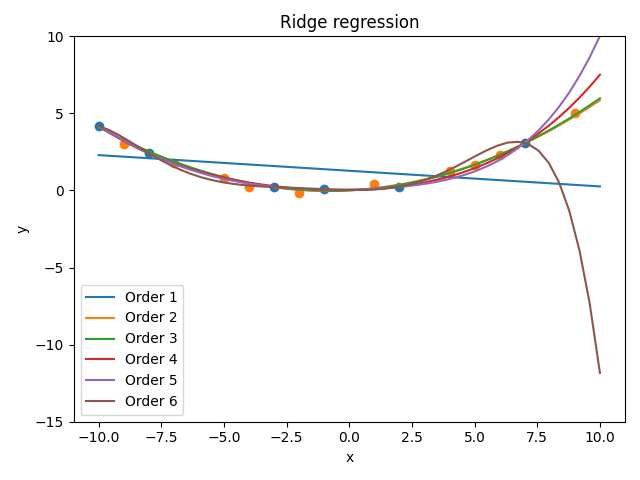 Ridge regression
10
5
0
−5
−10
−15
y
Order 1
Order 2
Order 3
Order 4
Order 5
Order 6
−10.0 −7.5 −5.0 −2.5 0.0 2.5 5.0 7.5 10.0
x